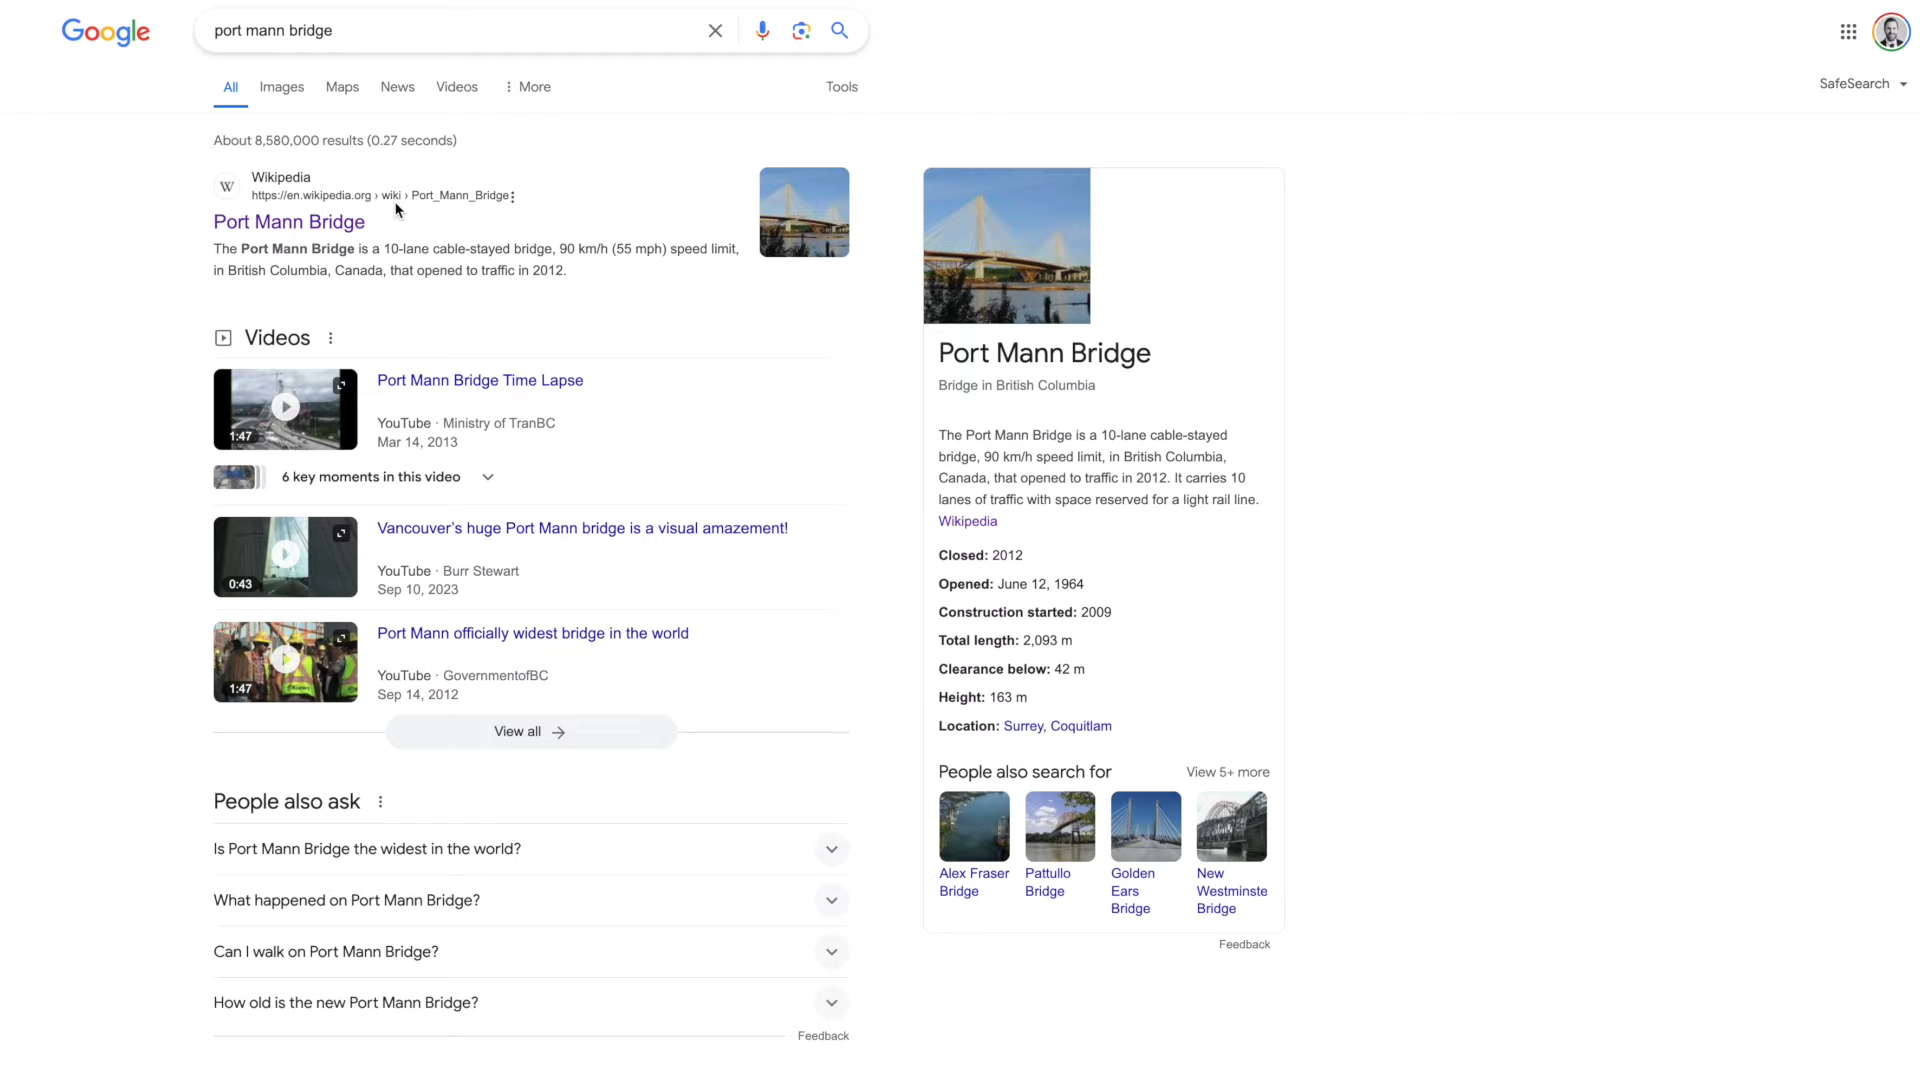 Google
port mann bridge
All
Images
Maps
News
Videos
More
Tools
SafeSearch
About 8,580,000 results (0.27 seconds)
W
Wikipedia
https://en.wikipedia.org › wiki › Port_Mann_Bridge
Port Mann Bridge
The Port Mann Bridge is a 10-lane cable-stayed bridge, 90 km/h (55 mph) speed limit,
in British Columbia, Canada, that opened to traffic in 2012.
Videos
Port Mann Bridge Time Lapse
YouTube · Ministry of TranBC
Mar 14, 2013
1:47
6 key moments in this video
Vancouver's huge Port Mann bridge is a visual amazement!
YouTube · Burr Stewart
Sep 10, 2023
0:43
Port Mann officially widest bridge in the world
YouTube · GovernmentofBC
Sep 14, 2012
1:47
View all
People also ask
Is Port Mann Bridge the widest in the world?
What happened on Port Mann Bridge?
Can I walk on Port Mann Bridge?
How old is the new Port Mann Bridge?
Feedback
Port Mann Bridge
Bridge in British Columbia
The Port Mann Bridge is a 10-lane cable-stayed
bridge, 90 km/h speed limit, in British Columbia,
Canada, that opened to traffic in 2012. It carries 10
lanes of traffic with space reserved for a light rail line.
Wikipedia
Closed: 2012
Opened: June 12, 1964
Construction started: 2009
Total length: 2,093 m
Clearance below: 42 m
Height: 163 m
Location: Surrey, Coquitlam
People also search for
View 5+ more
Alex Fraser
Bridge
Pattullo
Bridge
Golden
Ears
Bridge
New
Westminste
Bridge
Feedback